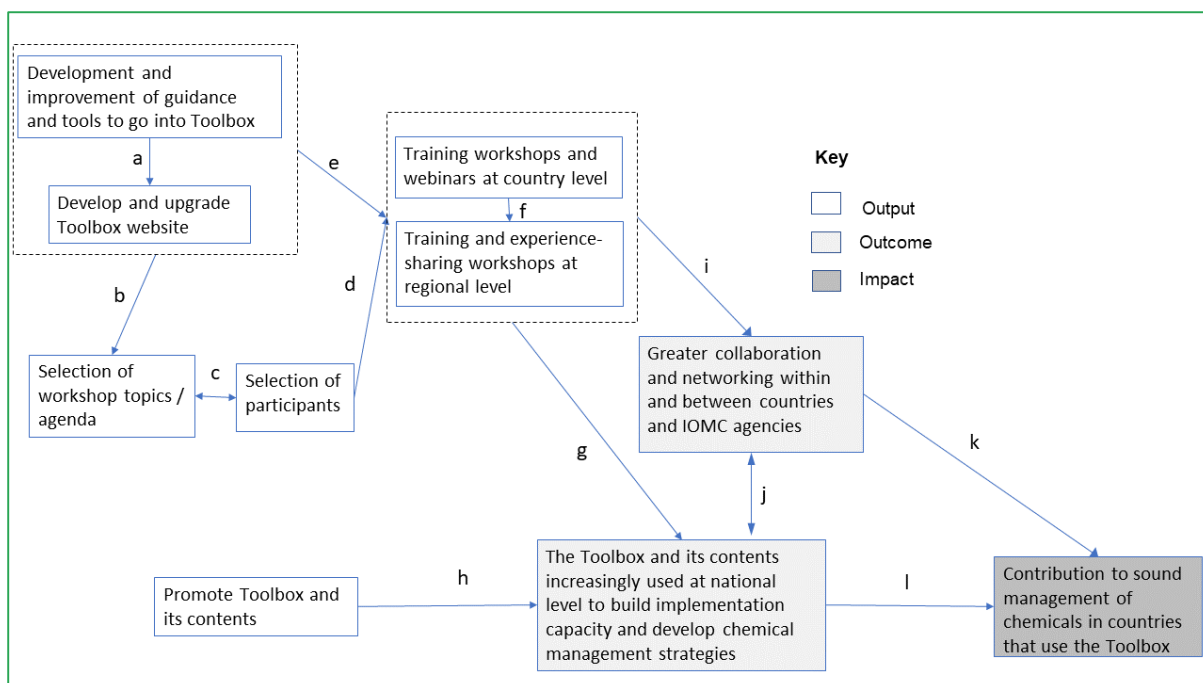 Development and
improvement of guidance
and tools to go into Toolbox
a
Develop and upgrade
Toolbox website
e
Training workshops and
webinars at country level
f
Training and experience-
sharing workshops at
regional level
Key
Output
Outcome
Impact
b
d
i
Selection of
workshop topics /
agenda
c
Selection of
participants
Greater collaboration
and networking within
and between countries
and IOMC agencies
g
k
j
Promote Toolbox and
its contents
h
The Toolbox and its contents
increasingly used at national
level to build implementation
capacity and develop chemical
management strategies
l
Contribution to sound
management of
chemicals in countries
that use the Toolbox